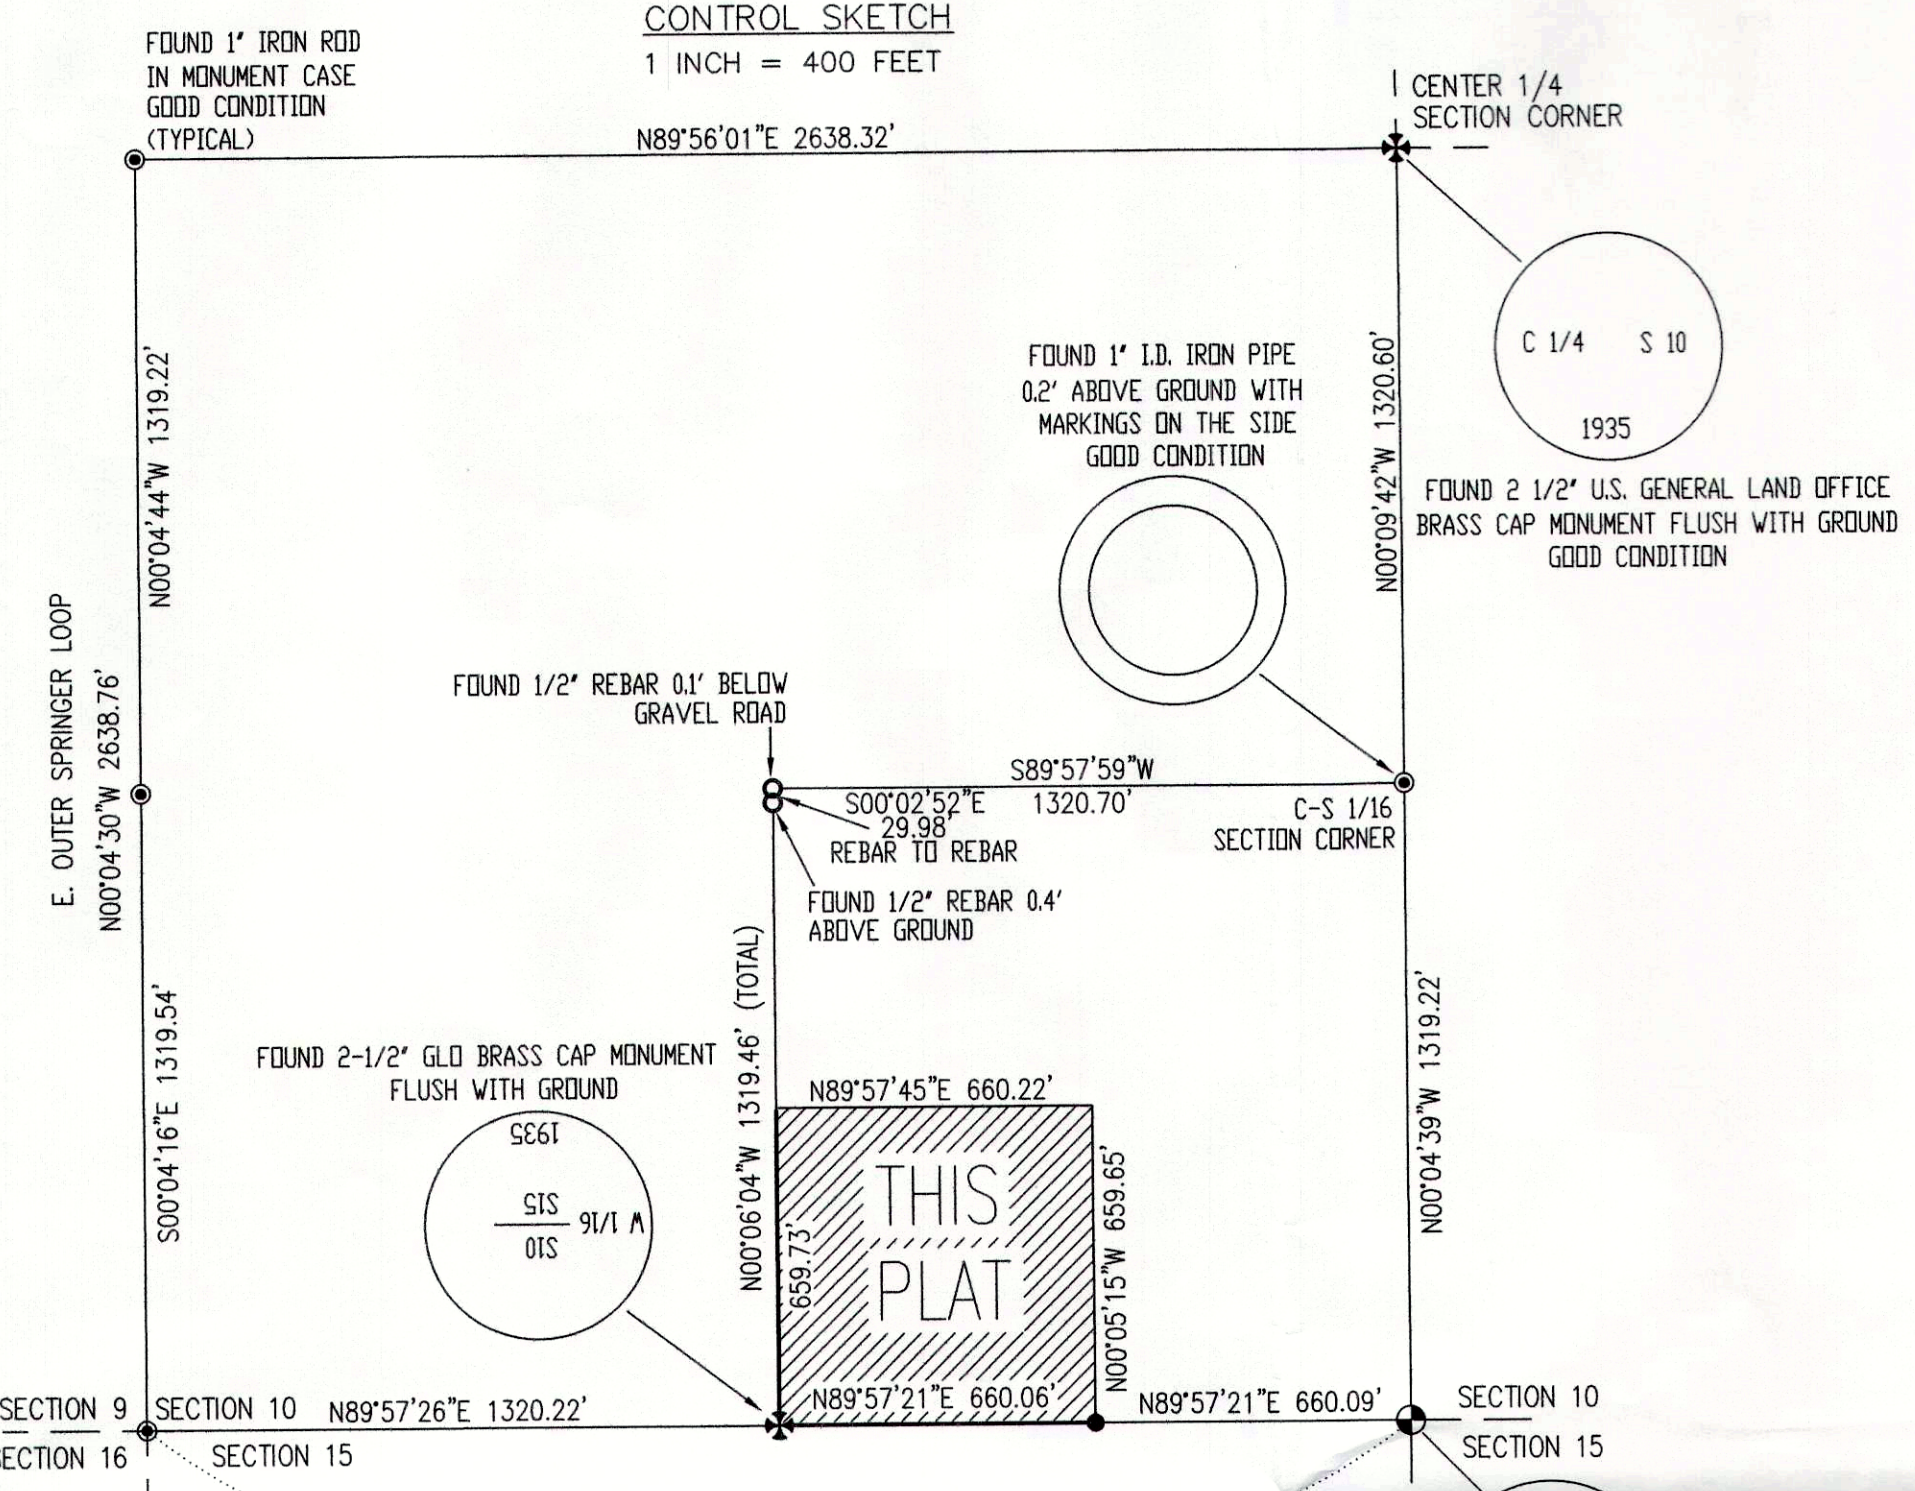 CONTROL SKETCH
1 INCH = 400 FEET
FOUND 1" IRON ROD
IN MONUMENT CASE
GOOD CONDITION
(TYPICAL)
N89°56'01"E 2638.32'
CENTER 1/4
SECTION CORNER
C 1/4 S 10
1935
FOUND 2 1/2" U.S. GENERAL LAND OFFICE
BRASS CAP MONUMENT FLUSH WITH GROUND
GOOD CONDITION
N00°04'44"W 1319.22'
N00°09'42"W 1320.60'
FOUND 1" I.D. IRON PIPE
0.2' ABOVE GROUND WITH
MARKINGS ON THE SIDE
GOOD CONDITION
E. OUTER SPRINGER LOOP
N00°04'30"W 2638.76'
FOUND 1/2" REBAR 0.1' BELOW
GRAVEL ROAD
S89°57'59"W
1320.70'
S00°02'52"E
29.98'
REBAR TO REBAR
C-S 1/16
SECTION CORNER
FOUND 1/2" REBAR 0.4'
ABOVE GROUND
S00°04'16"E 1319.54'
N00°06'04"W 1319.46' (TOTAL)
N00°04'39"W 1319.22'
FOUND 2-1/2" GLO BRASS CAP MONUMENT
FLUSH WITH GROUND
1935
S15
W 1/16
S10
N89°57'45"E 660.22'
THIS
PLAT
659.73'
N00°05'15"W 659.65'
N89°57'21"E 660.06'
N89°57'21"E 660.09'
SECTION 9
SECTION 10
N89°57'26"E 1320.22'
SECTION 10
ECTION 16
SECTION 15
SECTION 15